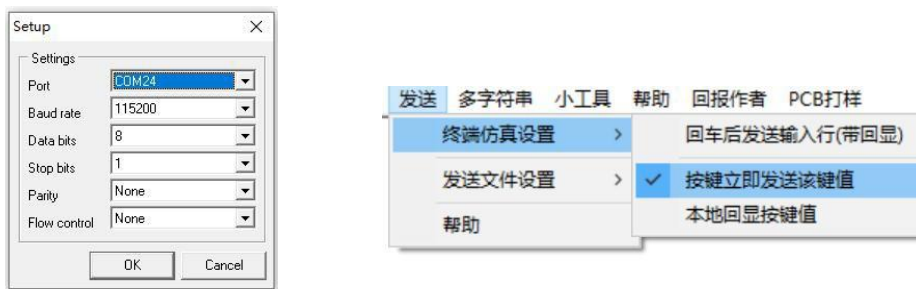 Setup
Settings
Port COM24
Baud rate 115200
Data bits 8
Stop bits 1
Parity None
Flow control None
OK Cancel
发送 多字符串 小工具 帮助 回报作者 PCB打样
终端仿真设置
回车后发送输入行(带回显)
发送文件设置
按键立即发送该键值
帮助
本地回显按键值